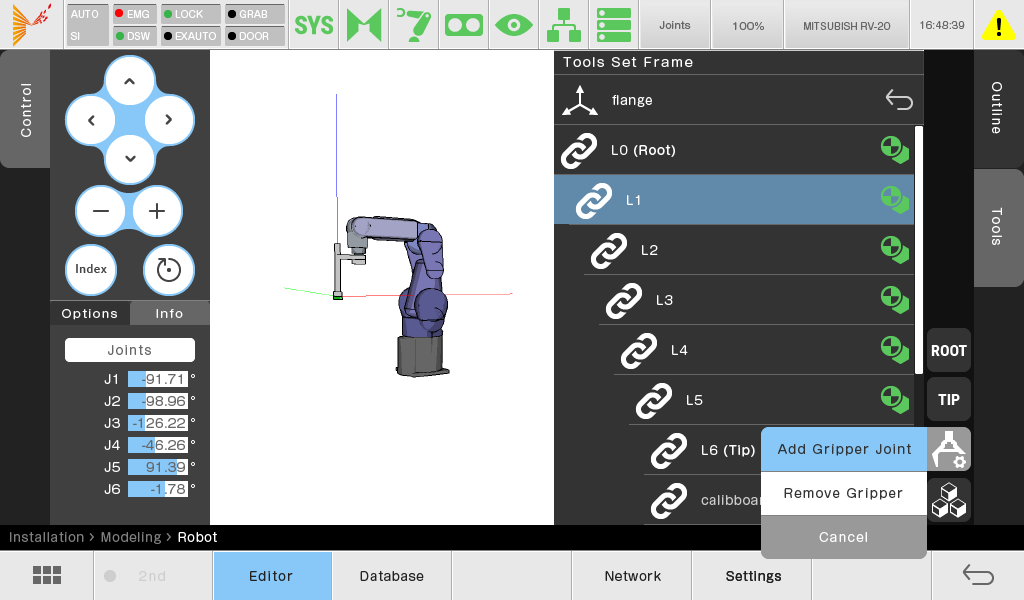 AUTO
SI
EMG
DSW
LOCK
EXAUTO
GRAB
DOOR
SYS
Joints
100%
MITSUBISH RV-20
16:48:39
Control
Index
Options
Info
Joints
J1 -91.71 °
J2 -98.96 °
J3 -126.22 °
J4 -46.26 °
J5 91.39 °
J6 -1.78 °
Tools Set Frame
flange
L0 (Root)
L1
L2
L3
L4
L5
L6 (Tip)
calibboar
Outline
Tools
ROOT
TIP
Add Gripper Joint
Remove Gripper
Cancel
Installation > Modeling > Robot
2nd
Editor
Database
Network
Settings